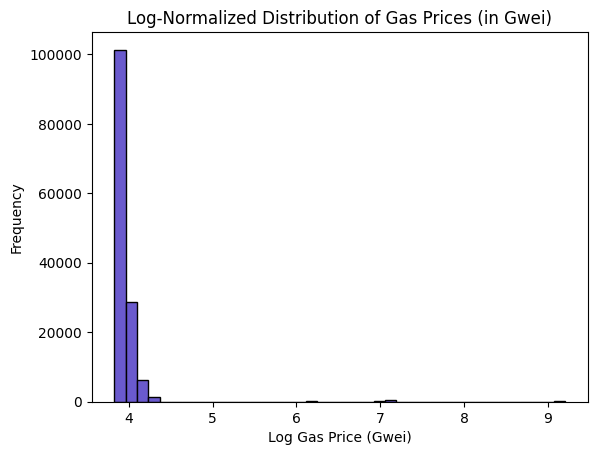 Log-Normalized Distribution of Gas Prices (in Gwei)
100000
80000
60000
40000
20000
0
Frequency
4 5 6 7 8 9
Log Gas Price (Gwei)